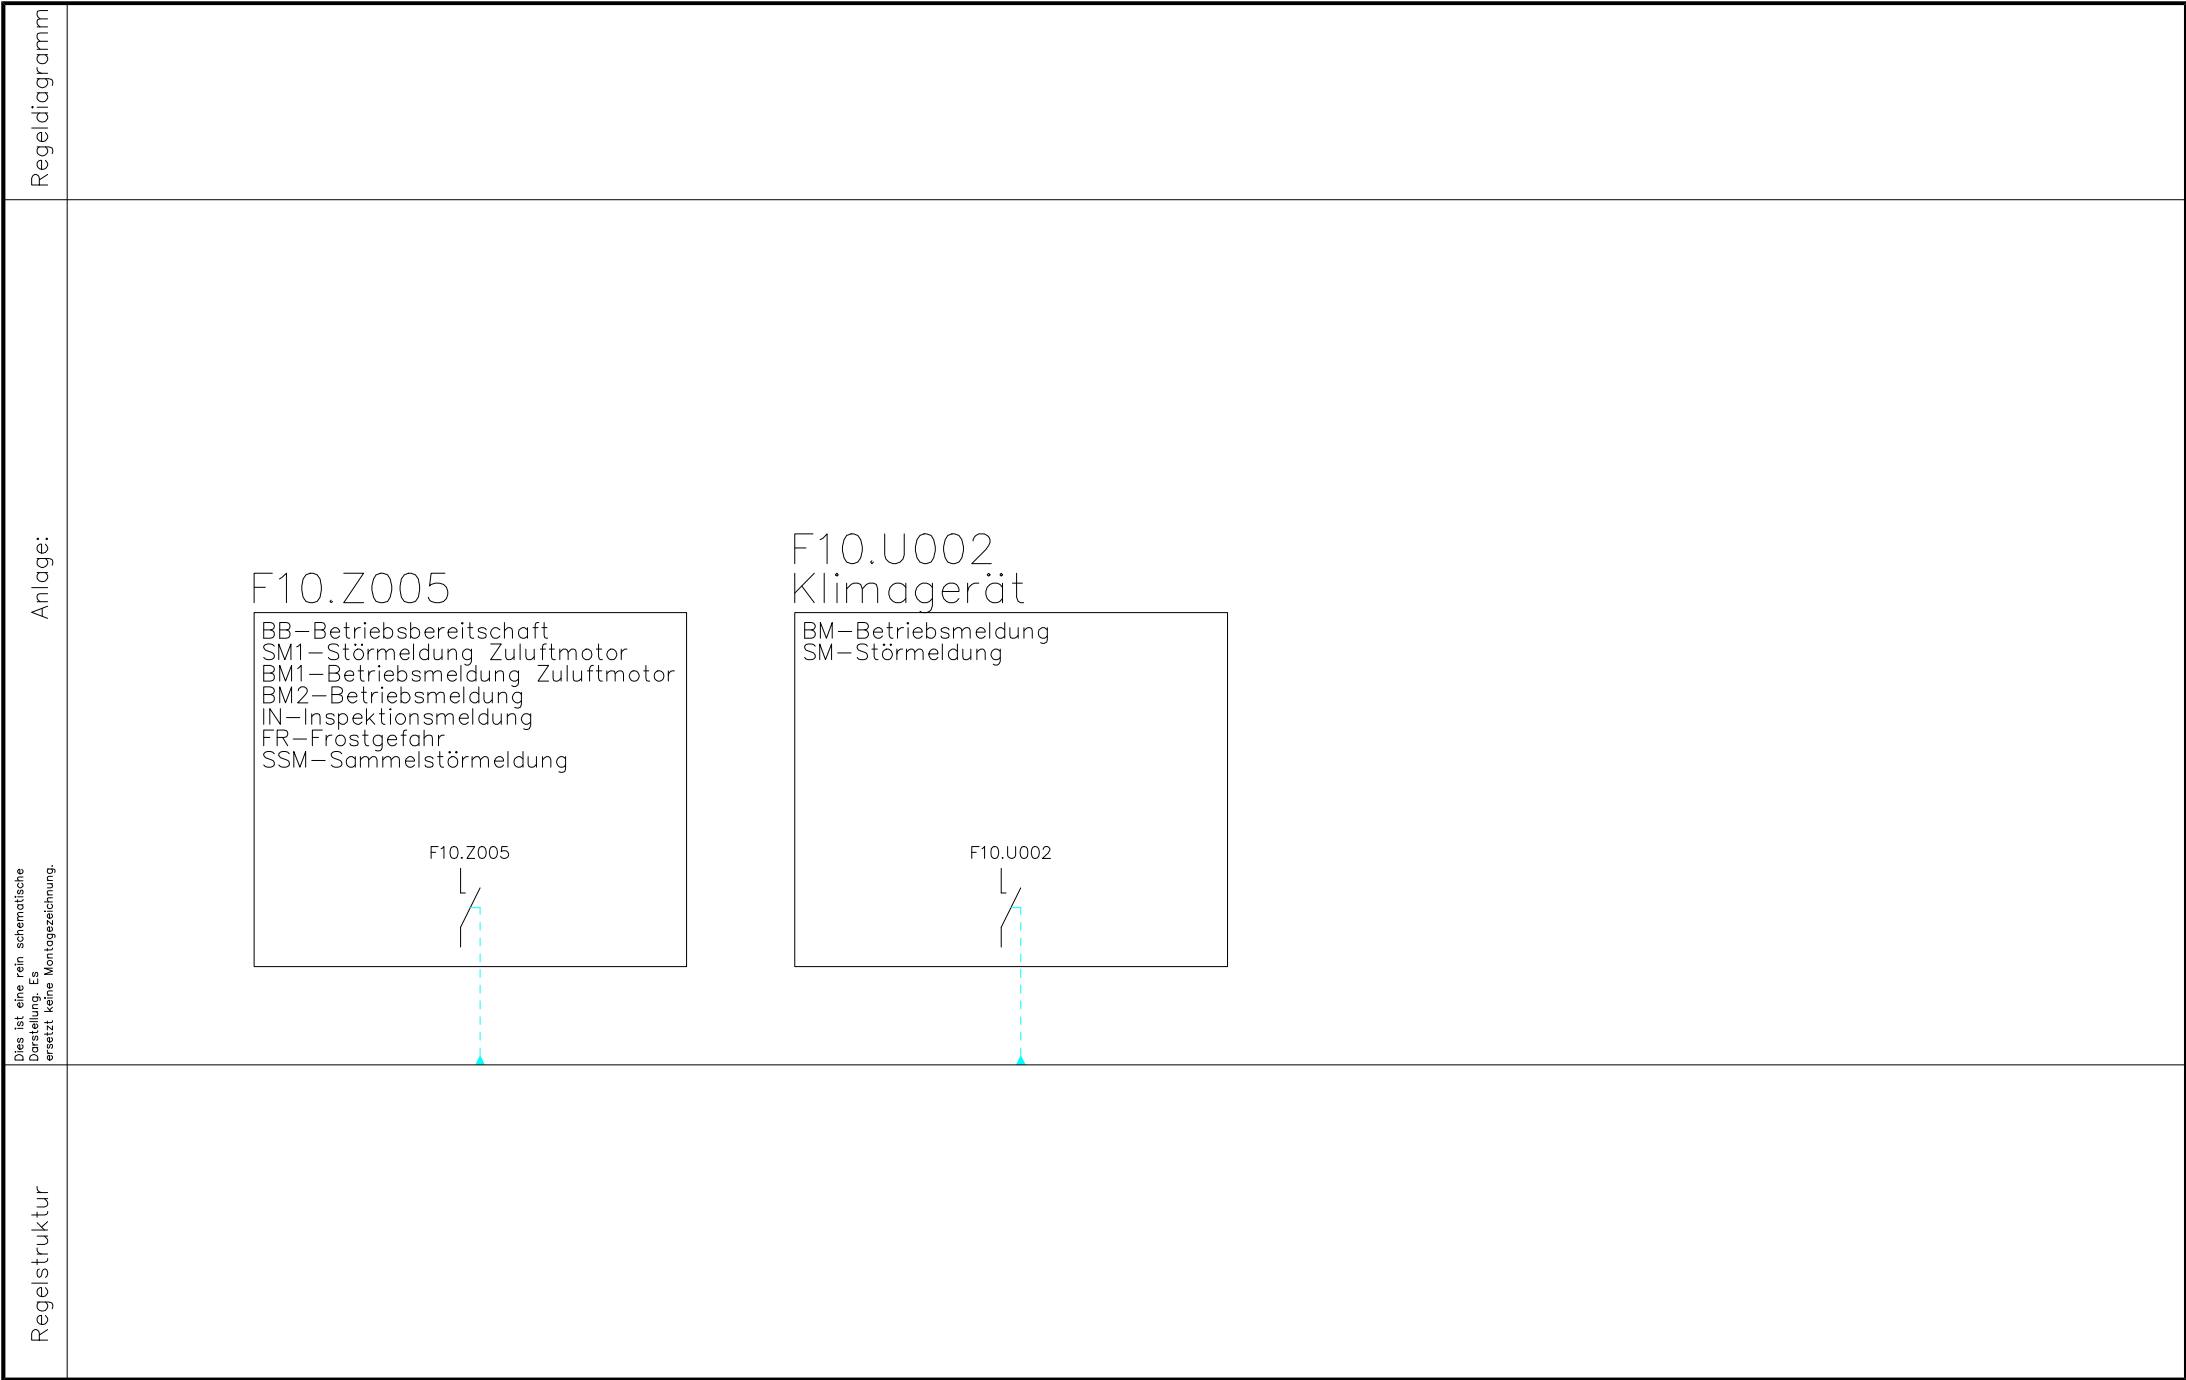 Regeldiagramm
Anlage:
Dies ist eine rein schematische
Darstellung. Es
ersetzt keine Montagezeichnung.
Regelstruktur
F10.Z005
BB-Betriebsbereitschaft
SM1-Störmeldung Zuluftmotor
BM1-Betriebsmeldung Zuluftmotor
BM2-Betriebsmeldung
IN-Inspektionsmeldung
FR-Frostgefahr
SSM-Sammelstörmeldung
F10.Z005
F10.U002
Klimagerät
BM-Betriebsmeldung
SM-Störmeldung
F10.U002